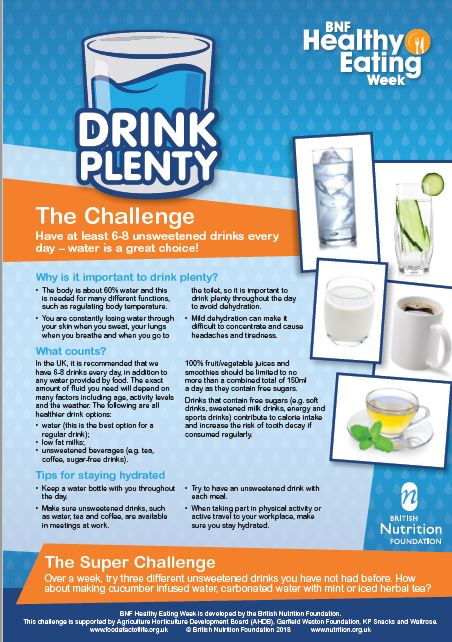 BNF
Healthy
Eating
Week
DRINK
PLENTY
The Challenge
Have at least 6-8 unsweetened drinks every
day – water is a great choice!
Why is it important to drink plenty?
• The body is about 60% water and this
is needed for many different functions,
such as regulating body temperature.
• You are constantly losing water through
your skin when you sweat, your lungs
when you breathe and when you go to
the toilet, so it is important to
drink plenty throughout the day
to avoid dehydration.
• Mild dehydration can make it
difficult to concentrate and cause
headaches and tiredness.
What counts?
In the UK, it is recommended that we
have 6-8 drinks every day, in addition to
any water provided by food. The exact
amount of fluid you need will depend on
many factors including age, activity levels
and the weather. The following are all
healthier drink options:
• water (this is the best option for a
regular drink);
• low fat milks;
• unsweetened beverages (e.g. tea,
coffee, sugar-free drinks).
100% fruit/vegetable juices and
smoothies should be limited to no
more than a combined total of 150ml
a day as they contain free sugars.
Drinks that contain free sugars (e.g. soft
drinks, sweetened milk drinks, energy and
sports drinks) contribute to calorie intake
and increase the risk of tooth decay if
consumed regularly.
Tips for staying hydrated
• Keep a water bottle with you throughout
the day.
• Make sure unsweetened drinks, such
as water, tea and coffee, are available
in meetings at work.
• Try to have an unsweetened drink with
each meal.
• When taking part in physical activity or
active travel to your workplace, make
sure you stay hydrated.
n
BRITISH
Nutrition
FOUNDATION
The Super Challenge
Over a week, try three different unsweetened drinks you have not had before. How
about making cucumber infused water, carbonated water with mint or iced herbal tea?
BNF Healthy Eating Week is developed by the British Nutrition Foundation.
This challenge is supported by Agriculture Horticulture Development Board (AHDB), Garfield Weston Foundation, KP Snacks and Waitrose.
www.foodafactoflife.org.uk © British Nutrition Foundation 2018 www.nutrition.org.uk